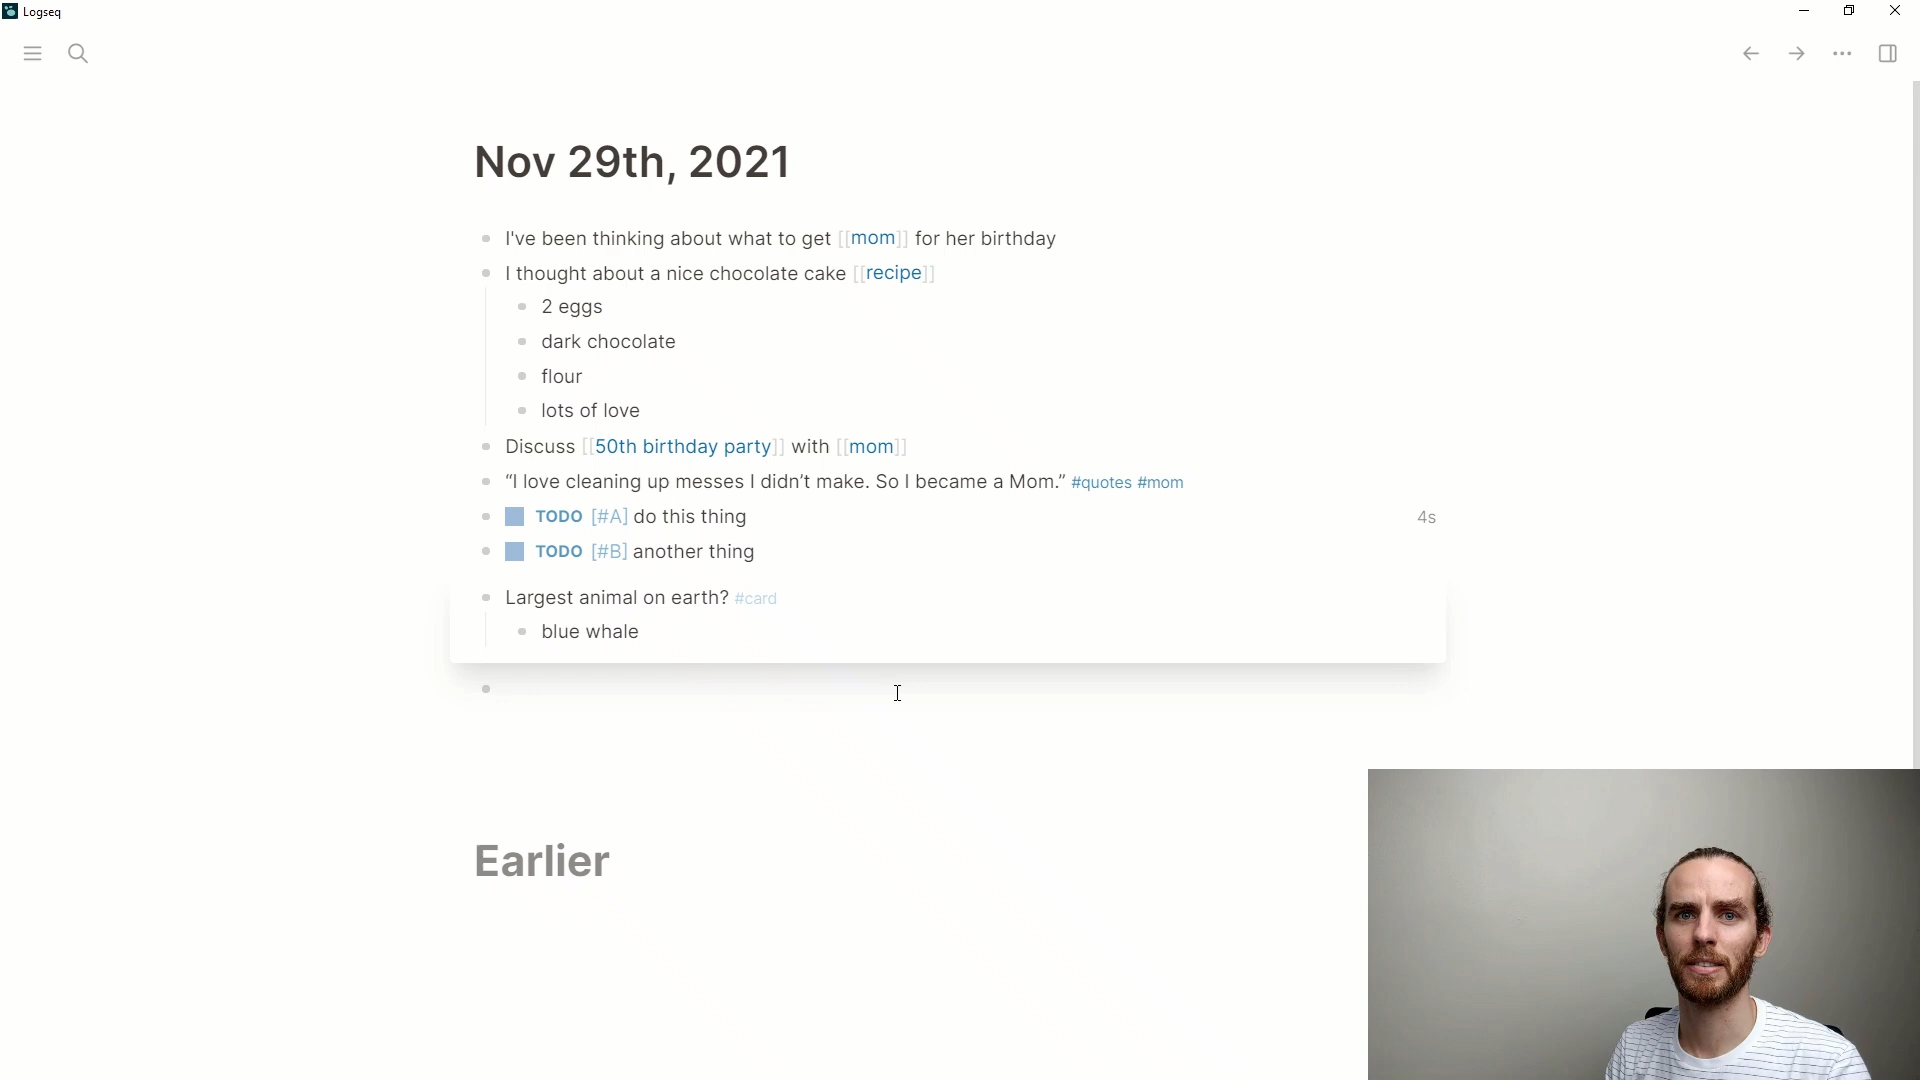 Logseq
Nov 29th, 2021
I've been thinking about what to get [[mom]] for her birthday
I thought about a nice chocolate cake [[recipe]]
2 eggs
dark chocolate
flour
lots of love
Discuss [[50th birthday party]] with [[mom]]
“I love cleaning up messes I didn’t make. So I became a Mom.” #quotes #mom
TODO [#A] do this thing 4s
TODO [#B] another thing
Largest animal on earth? #card
blue whale
Earlier